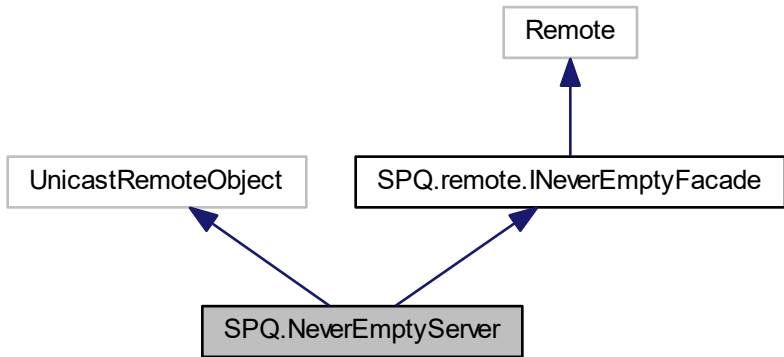 Remote
UnicastRemoteObject
SPQ.remote.INeverEmptyFacade
SPQ.NeverEmptyServer